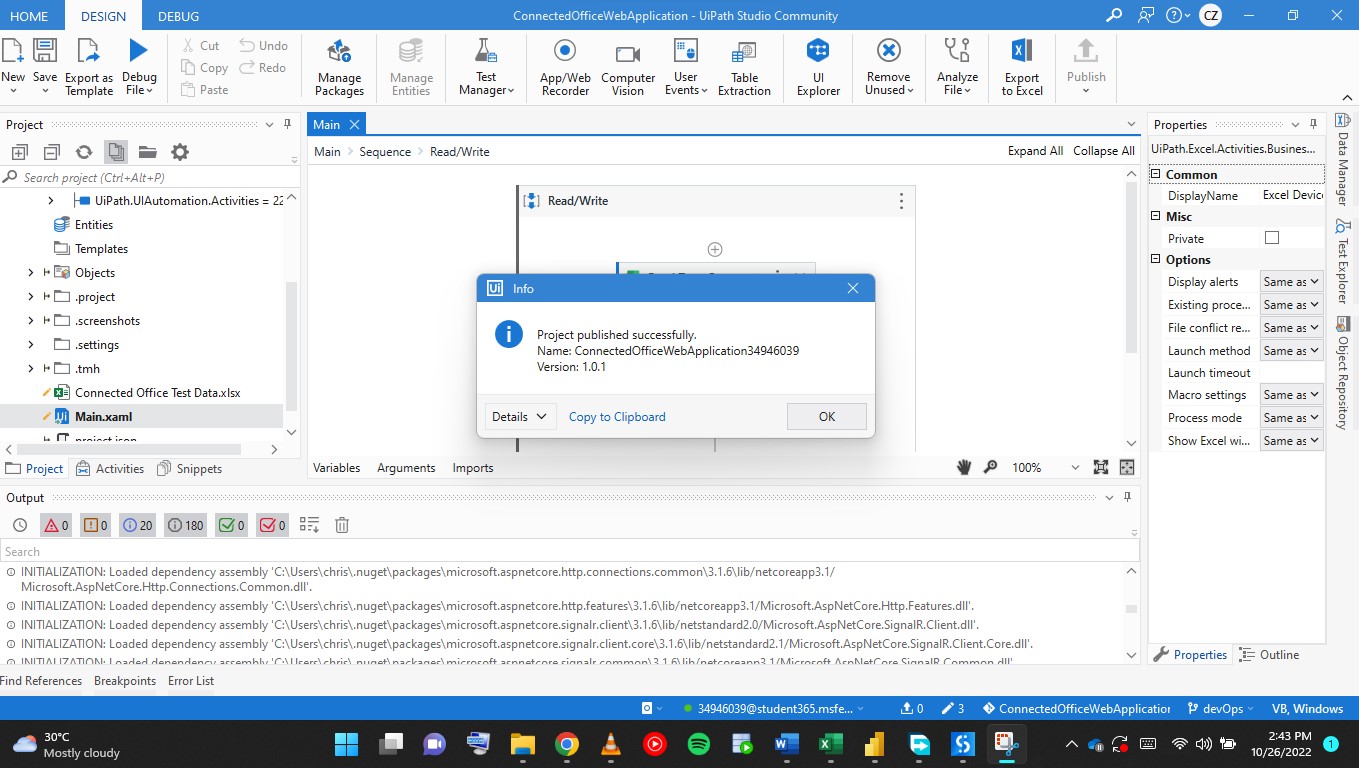 HOME DESIGN DEBUG ConnectedOfficeWebApplication - UiPath Studio Community CZ
New Save Export as Template Debug File Cut Copy Paste Undo Redo Manage Packages Manage Entities Test Manager App/Web Recorder Computer Vision User Events Table Extraction UI Explorer Remove Unused Analyze File Export to Excel Publish
Project
Search project (Ctrl+Alt+P)
UiPath.UIAutomation.Activities = 22
Entities
Templates
Objects
.project
.screenshots
.settings
.tmh
Connected Office Test Data.xlsx
Main.xaml
project.json
Project Activities Snippets
Main
Main Sequence Read/Write Expand All Collapse All
Read/Write
Ui Info
Project published successfully.
Name: ConnectedOfficeWebApplication34946039
Version: 1.0.1
Details Copy to Clipboard OK
Variables Arguments Imports 100%
Properties
UiPath.Excel.Activities.Busines...
Common
DisplayName Excel Devic
Misc
Private
Options
Display alerts Same as
Existing proce... Same as
File conflict re... Same as
Launch method Same as
Launch timeout
Macro settings Same as
Process mode Same as
Show Excel wi... Same as
Properties Outline
Data Manager
Test Explorer
Object Repository
Output
0 0 20 180 0 0
Search
INITIALIZATION: Loaded dependency assembly 'C:\Users\chris\.nuget\packages\microsoft.aspnetcore.http.connections.common\3.1.6\lib/netcoreapp3.1/
Microsoft.AspNetCore.Http.Connections.Common.dll'.
INITIALIZATION: Loaded dependency assembly 'C:\Users\chris\.nuget\packages\microsoft.aspnetcore.http.features\3.1.6\lib/netcoreapp3.1/Microsoft.AspNetCore.Http.Features.dll'.
INITIALIZATION: Loaded dependency assembly 'C:\Users\chris\.nuget\packages\microsoft.aspnetcore.signalr.client\3.1.6\lib/netstandard2.0/Microsoft.AspNetCore.SignalR.Client.dll'.
INITIALIZATION: Loaded dependency assembly 'C:\Users\chris\.nuget\packages\microsoft.aspnetcore.signalr.client.core\3.1.6\lib/netstandard2.1/Microsoft.AspNetCore.SignalR.Client.Core.dll'.
INITIALIZATION: Loaded dependency assembly 'C:\Users\chris\.nuget\packages\microsoft.aspnetcore.signalr.common\3.1.6\lib/netcoreapp3.1/Microsoft.AspNetCore.SignalR.Common.dll'
Find References Breakpoints Error List
34946039@student365.msfe... 0 3 ConnectedOfficeWebApplication devOps VB, Windows
30°C
Mostly cloudy
2:43 PM
10/26/2022 1